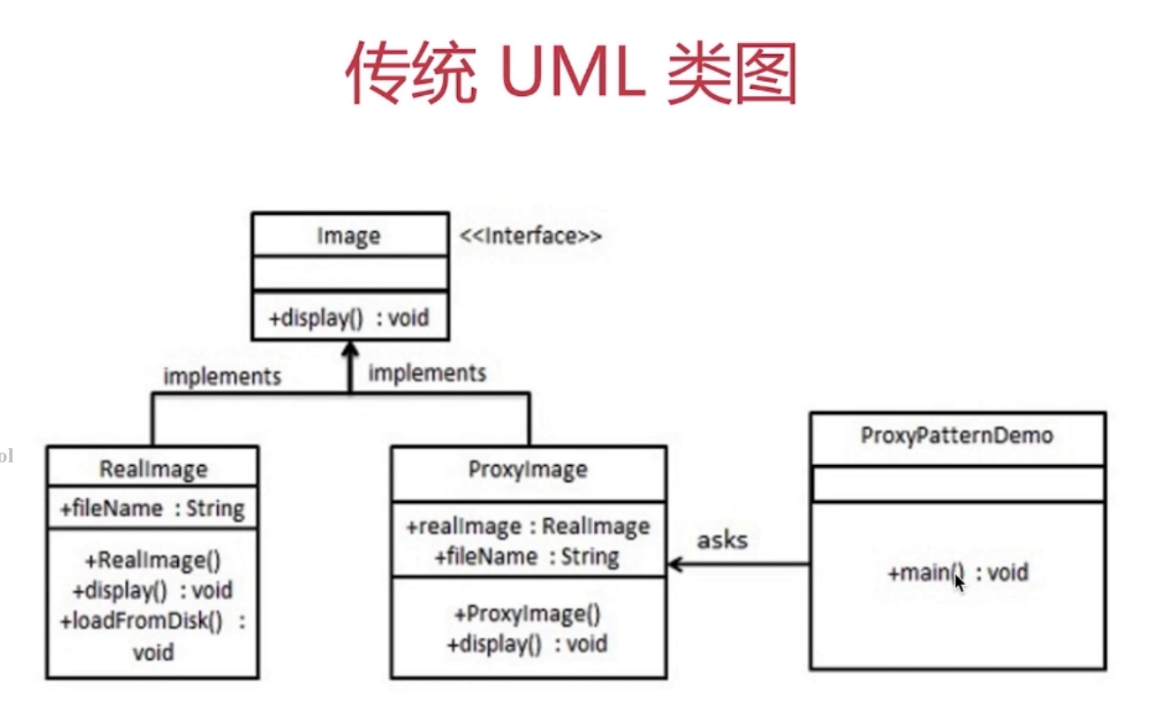 传统 UML 类图
Image
<<Interface>>
+display() : void
implements
implements
RealImage
+fileName : String
+RealImage()
+display() : void
+loadFromDisk() :
void
ProxyImage
+realImage : RealImage
+fileName : String
+ProxyImage()
+display() : void
asks
ProxyPatternDemo
+main() : void
ol